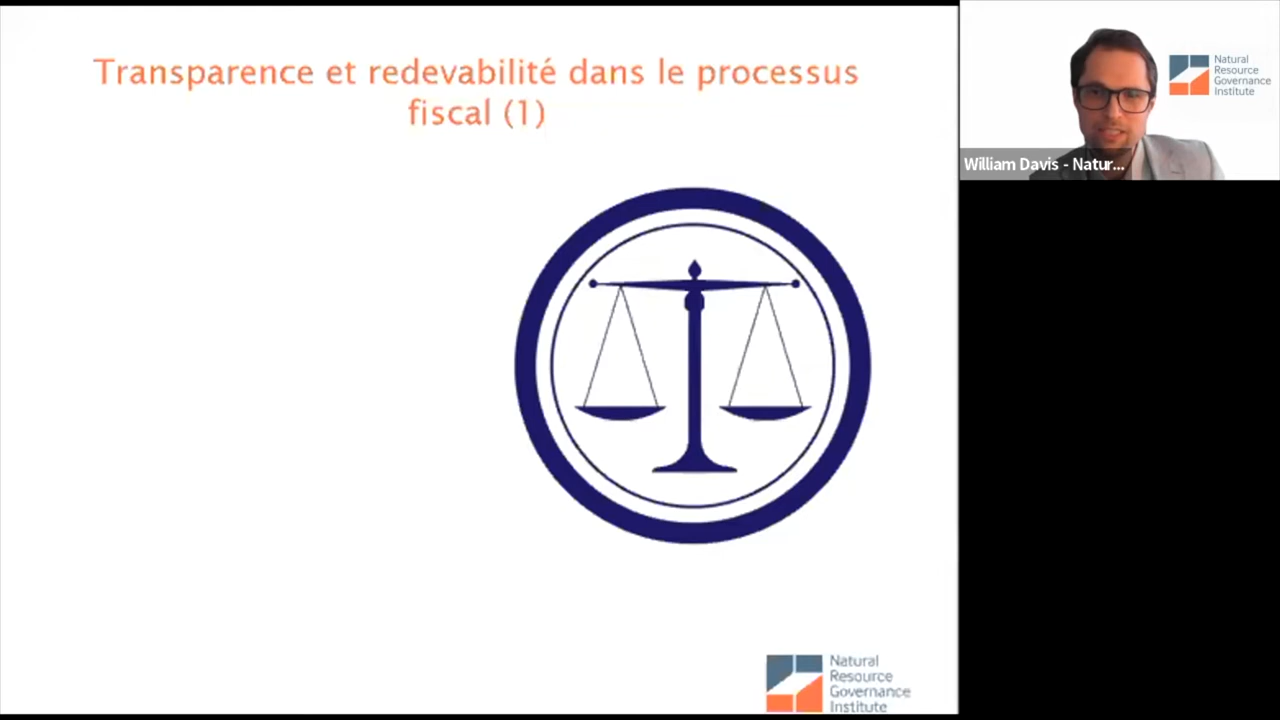 Transparence et redevabilité dans le processus
fiscal (1)
Natural
Resource
Governance
Institute
William Davis - Natur...
Natural
Resource
Governance
Institute